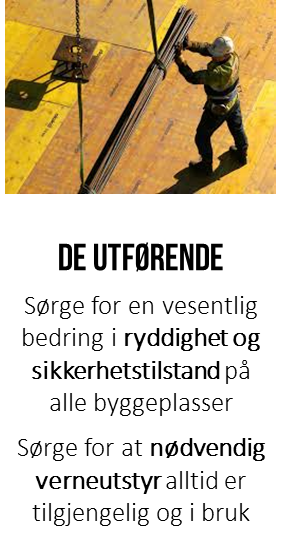 DE UTFØRENDE
Sørge for en vesentlig
bedring i ryddighet og
sikkerhetstilstand på
alle byggeplasser
Sørge for at nødvendig
verneutstyr alltid er
tilgjengelig og i bruk